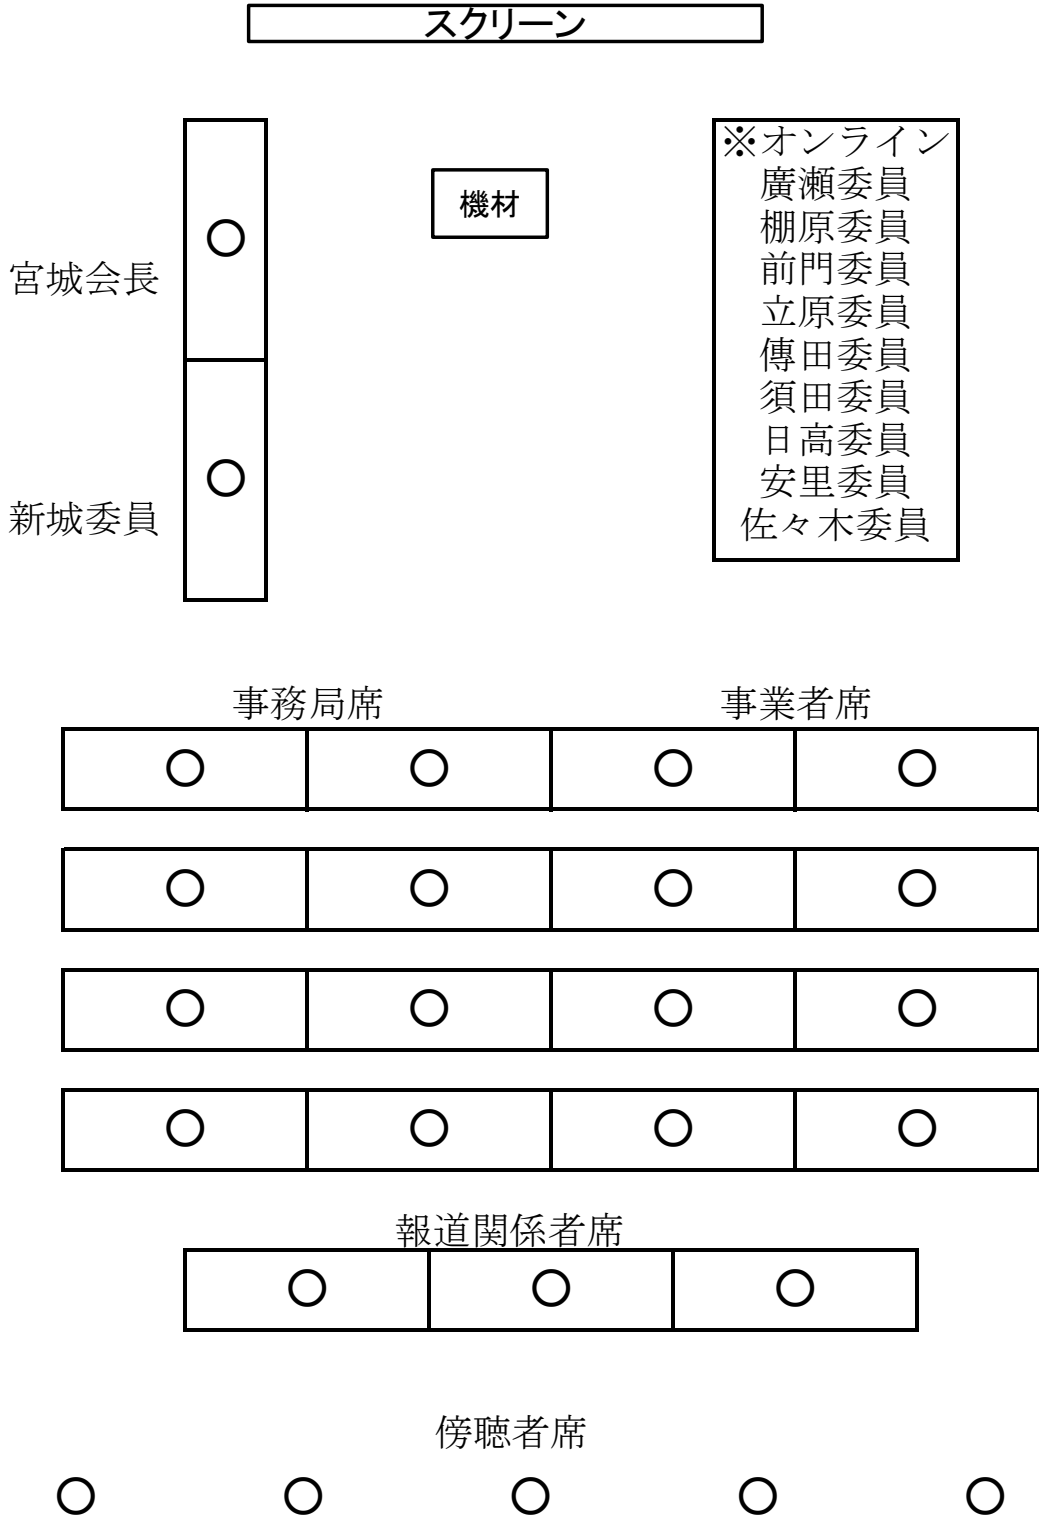 スクリーン
機材
宮城会長
新城委員
※オンライン
廣瀬委員
棚原委員
前門委員
立原委員
傳田委員
須田委員
日高委員
安里委員
佐々木委員
事務局席
事業者席
報道関係者席
傍聴者席